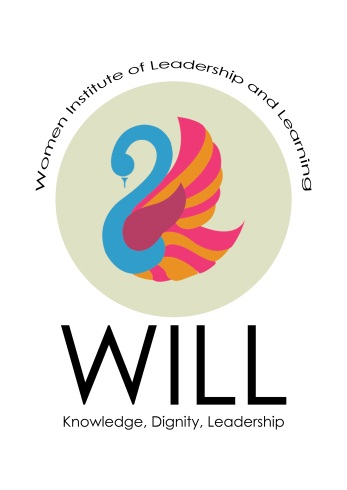 Women Institute of Leadership and Learning
WILL
Knowledge, Dignity, Leadership